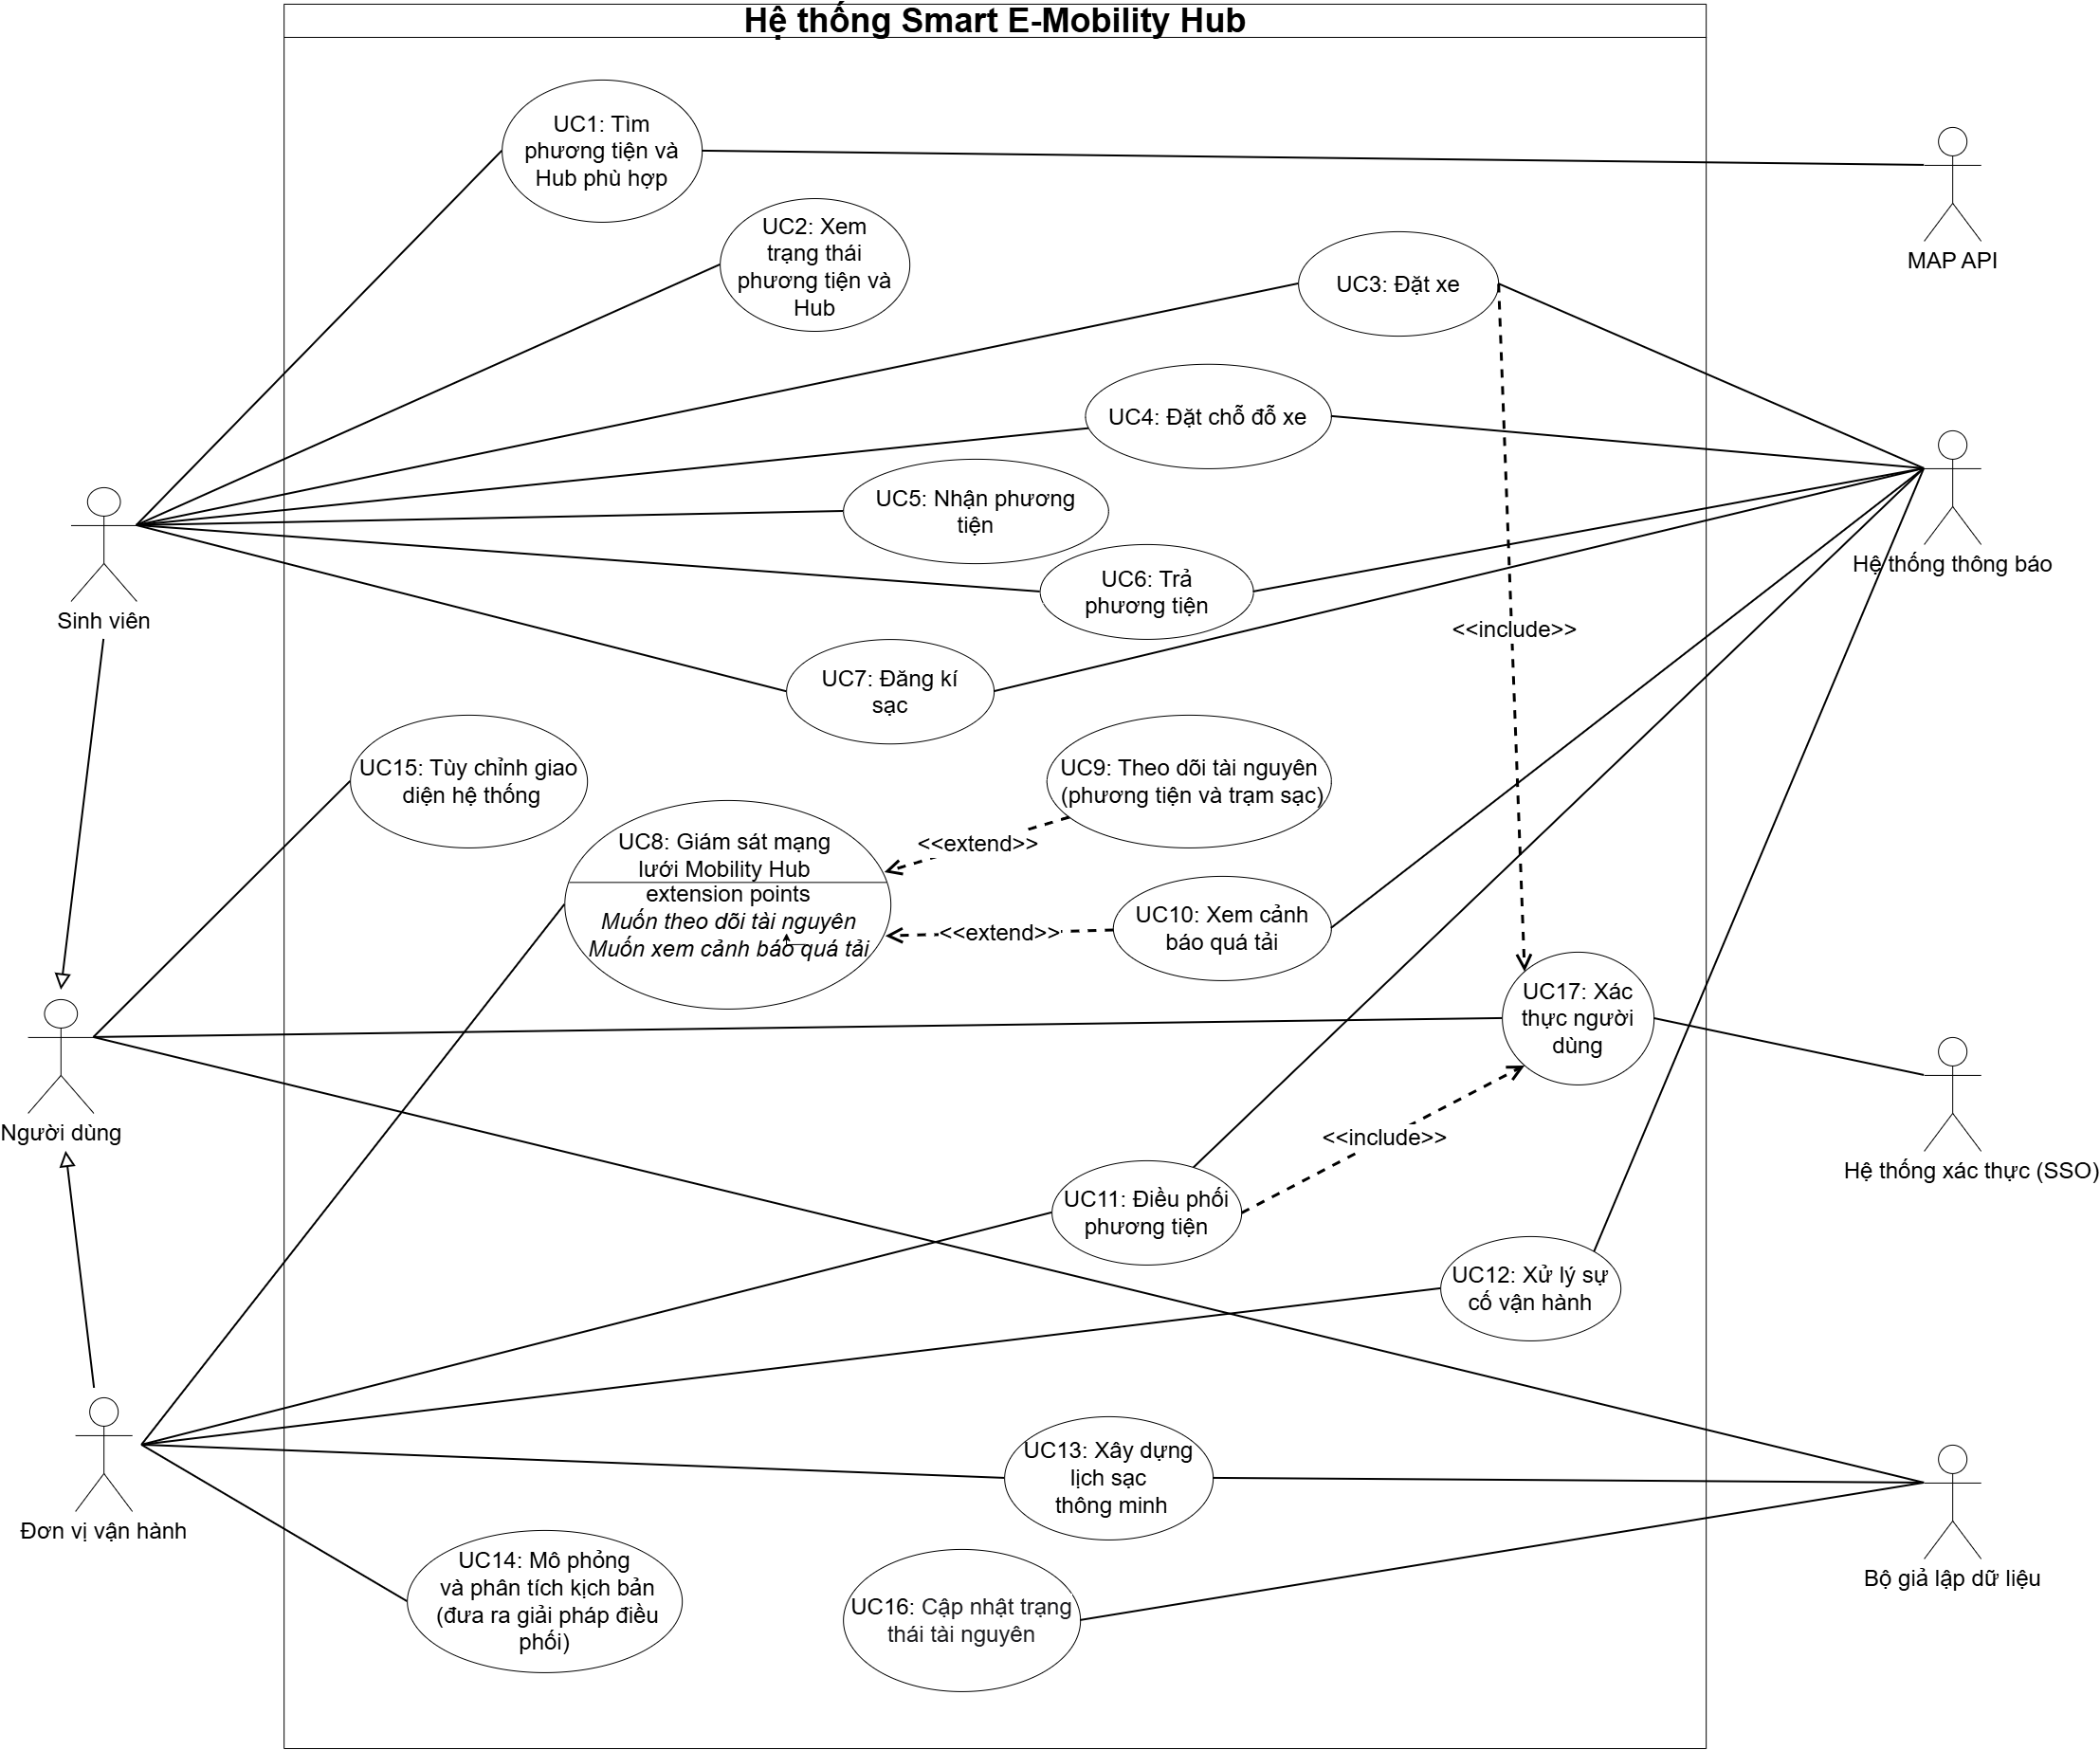 Hệ thống Smart E-Mobility Hub
UC1: Tìm
phương tiện và
Hub phù hợp
UC2: Xem
trạng thái
phương tiện và
Hub
UC3: Đặt xe
MAP API
UC4: Đặt chỗ đỗ xe
UC5: Nhận phương
tiện
UC6: Trả
phương tiện
Hệ thống thông báo
Sinh viên
<<include>>
UC7: Đăng kí
sạc
UC15: Tùy chỉnh giao
diện hệ thống
UC9: Theo dõi tài nguyên
(phương tiện và trạm sạc)
<<extend>>
UC8: Giám sát mạng
lưới Mobility Hub
extension points
Muốn theo dõi tài nguyên
Muốn xem cảnh báo quá tải
<<extend>>
UC10: Xem cảnh
báo quá tải
UC17: Xác
thực người
dùng
Người dùng
<<include>>
Hệ thống xác thực (SSO)
UC11: Điều phối
phương tiện
UC12: Xử lý sự
cố vận hành
UC13: Xây dựng
lịch sạc
thông minh
Đơn vị vận hành
UC14: Mô phỏng
và phân tích kịch bản
(đưa ra giải pháp điều
phối)
Bộ giả lập dữ liệu
UC16: Cập nhật trạng
thái tài nguyên